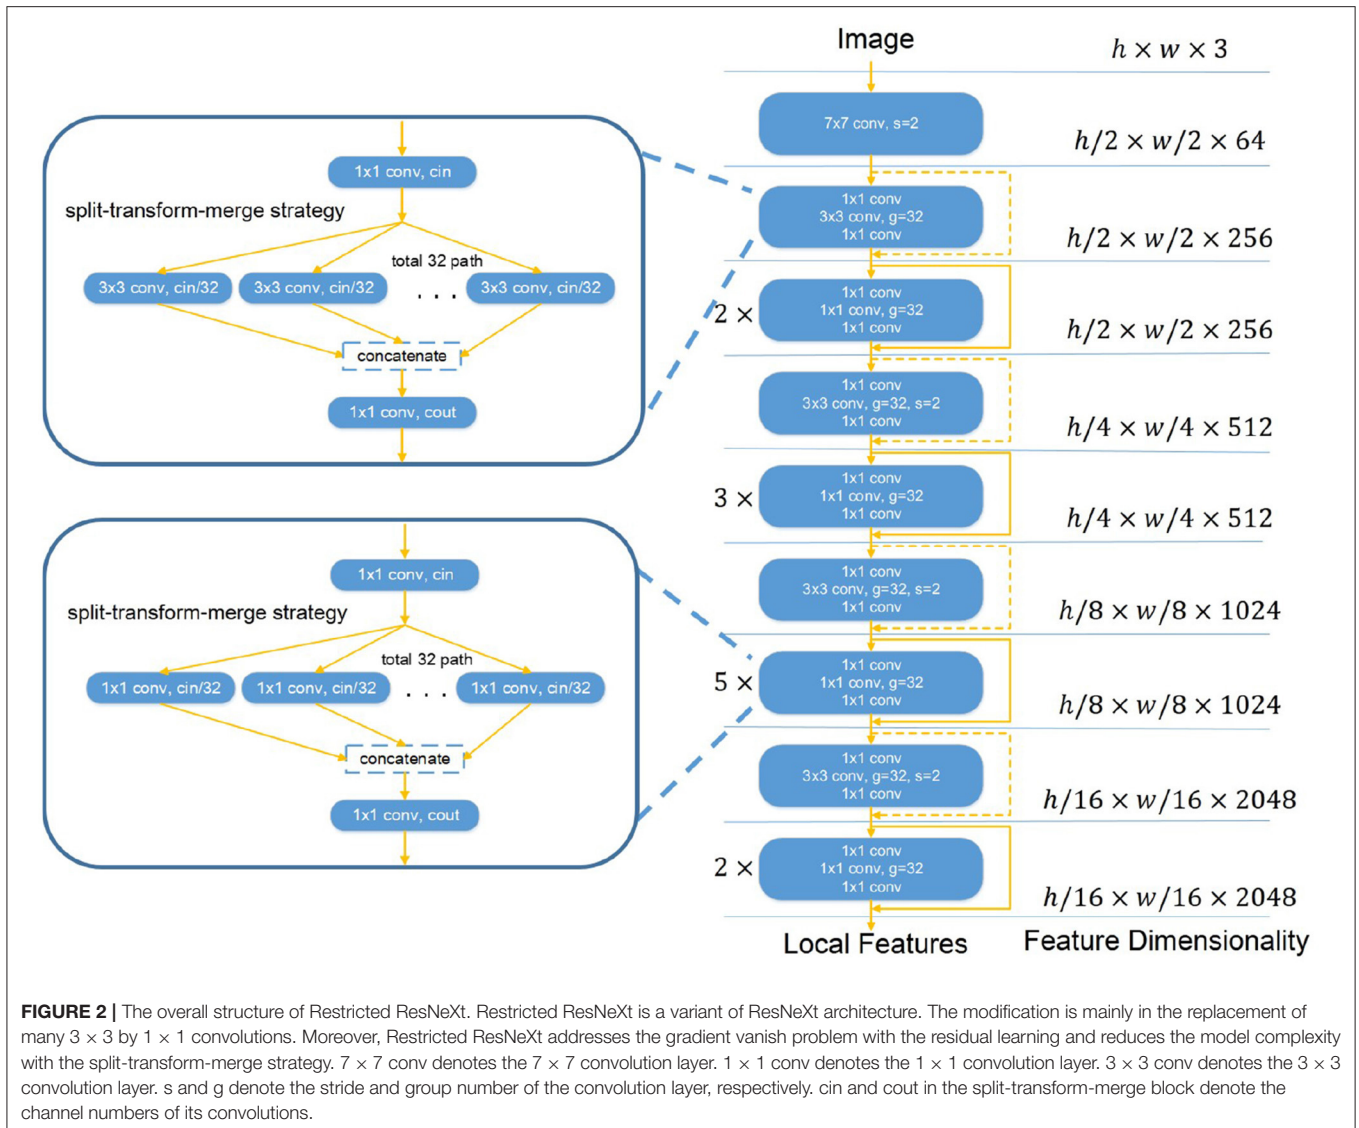 Image
h × w × 3
7x7 conv, s=2
h/2 × w/2 × 64
1x1 conv
3x3 conv, g=32
1x1 conv
h/2 × w/2 × 256
2 ×
1x1 conv
1x1 conv, g=32
1x1 conv
h/2 × w/2 × 256
1x1 conv
3x3 conv, g=32, s=2
1x1 conv
h/4 × w/4 × 512
3 ×
1x1 conv
1x1 conv, g=32
1x1 conv
h/4 × w/4 × 512
1x1 conv
3x3 conv, g=32, s=2
1x1 conv
h/8 × w/8 × 1024
5 ×
1x1 conv
1x1 conv, g=32
1x1 conv
h/8 × w/8 × 1024
1x1 conv
3x3 conv, g=32, s=2
1x1 conv
h/16 × w/16 × 2048
2 ×
1x1 conv
1x1 conv, g=32
1x1 conv
h/16 × w/16 × 2048
Local Features
Feature Dimensionality
1x1 conv, cin
split-transform-merge strategy
total 32 path
3x3 conv, cin/32
3x3 conv, cin/32
. . .
3x3 conv, cin/32
concatenate
1x1 conv, cout
1x1 conv, cin
split-transform-merge strategy
total 32 path
1x1 conv, cin/32
1x1 conv, cin/32
. . .
1x1 conv, cin/32
concatenate
1x1 conv, cout
FIGURE 2 | The overall structure of Restricted ResNeXt. Restricted ResNeXt is a variant of ResNeXt architecture. The modification is mainly in the replacement of
many 3 × 3 by 1 × 1 convolutions. Moreover, Restricted ResNeXt addresses the gradient vanish problem with the residual learning and reduces the model complexity
with the split-transform-merge strategy. 7 × 7 conv denotes the 7 × 7 convolution layer. 1 × 1 conv denotes the 1 × 1 convolution layer. 3 × 3 conv denotes the 3 × 3
convolution layer. s and g denote the stride and group number of the convolution layer, respectively. cin and cout in the split-transform-merge block denote the
channel numbers of its convolutions.